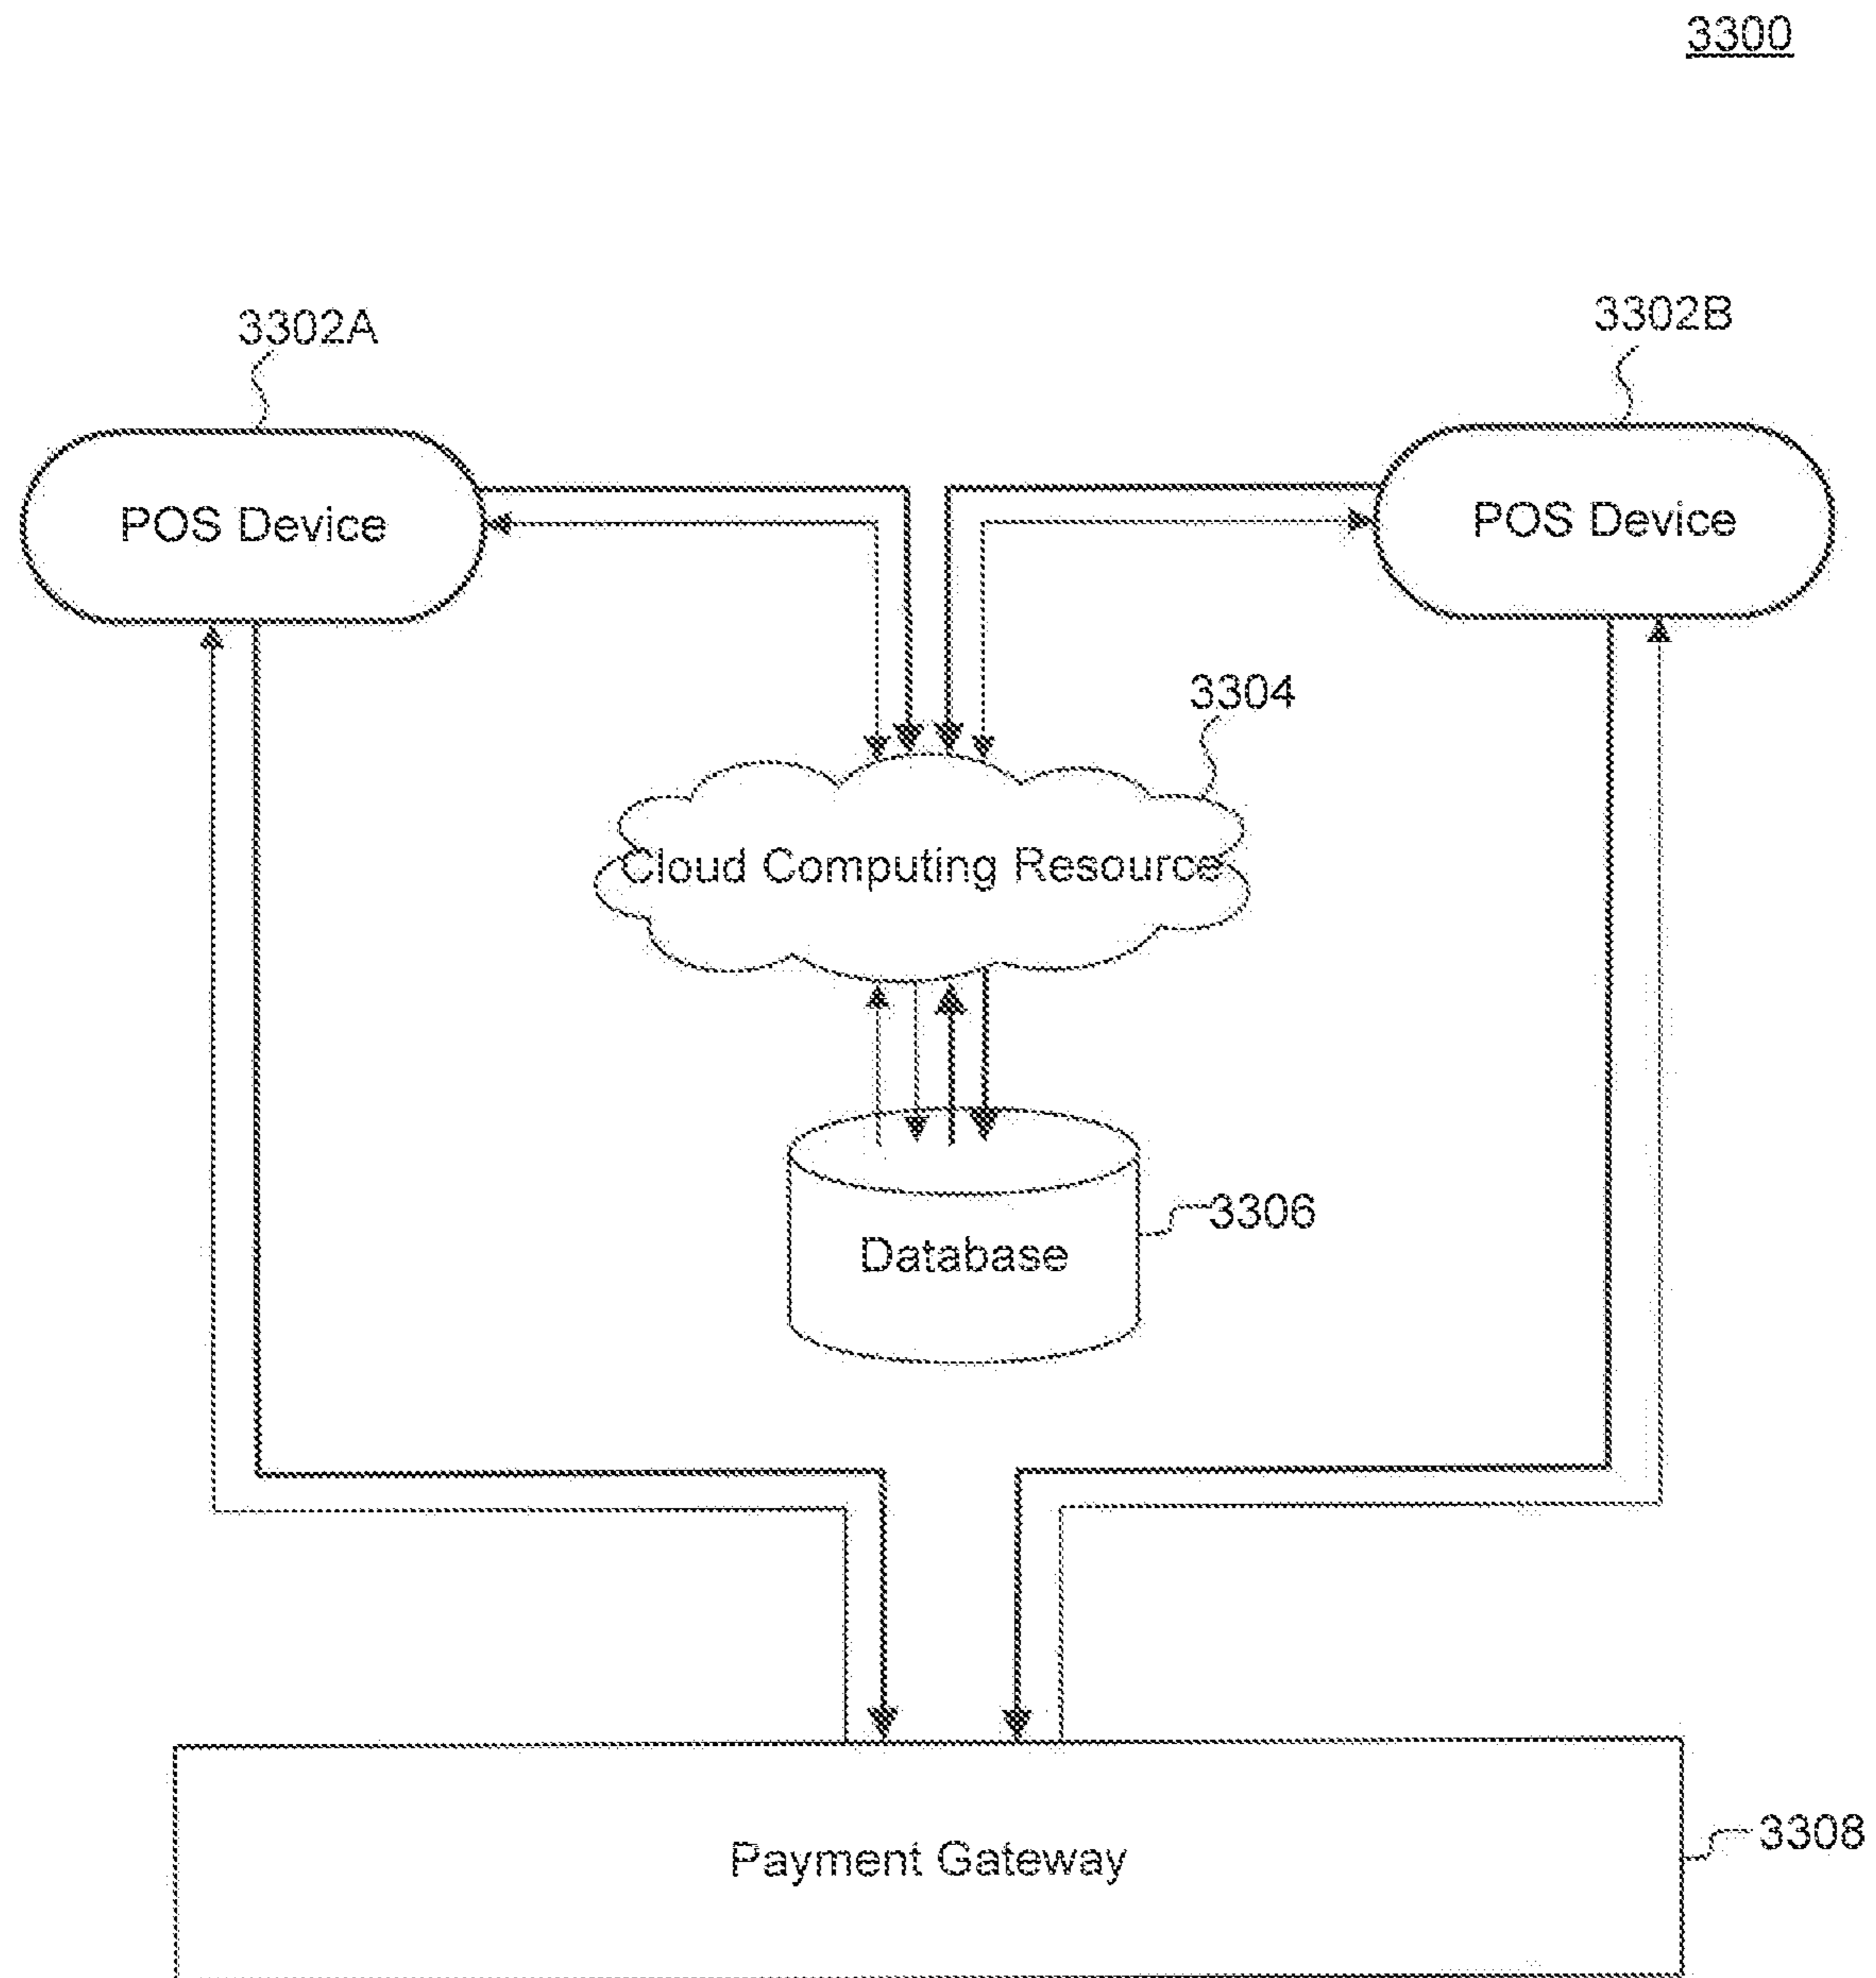 3300
3302A
3302B
POS Device
POS Device
3304
Cloud Computing Resource
3306
Database
Payment Gateway
3308